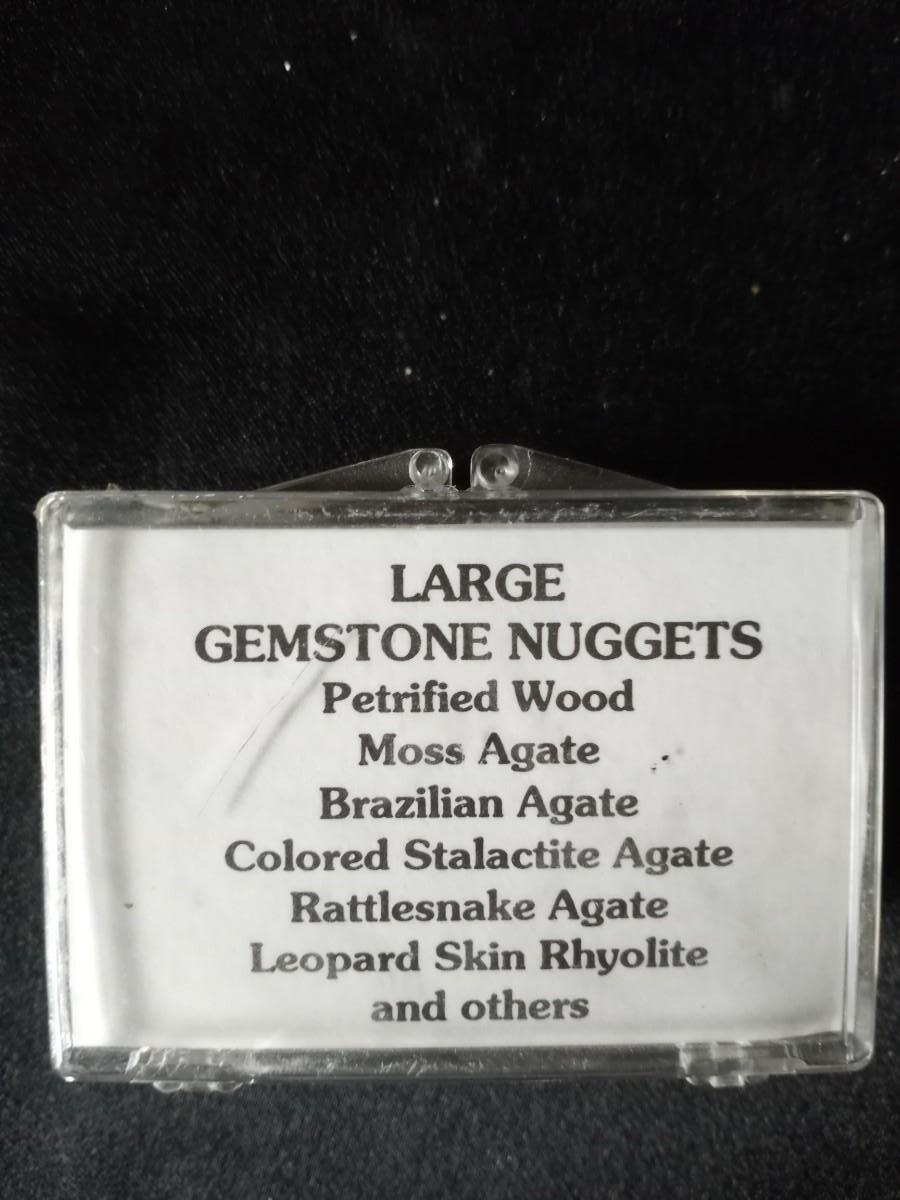 LARGE
GEMSTONE NUGGETS
Petrified Wood
Moss Agate
Brazilian Agate
Colored Stalactite Agate
Rattlesnake Agate
Leopard Skin Rhyolite
and others